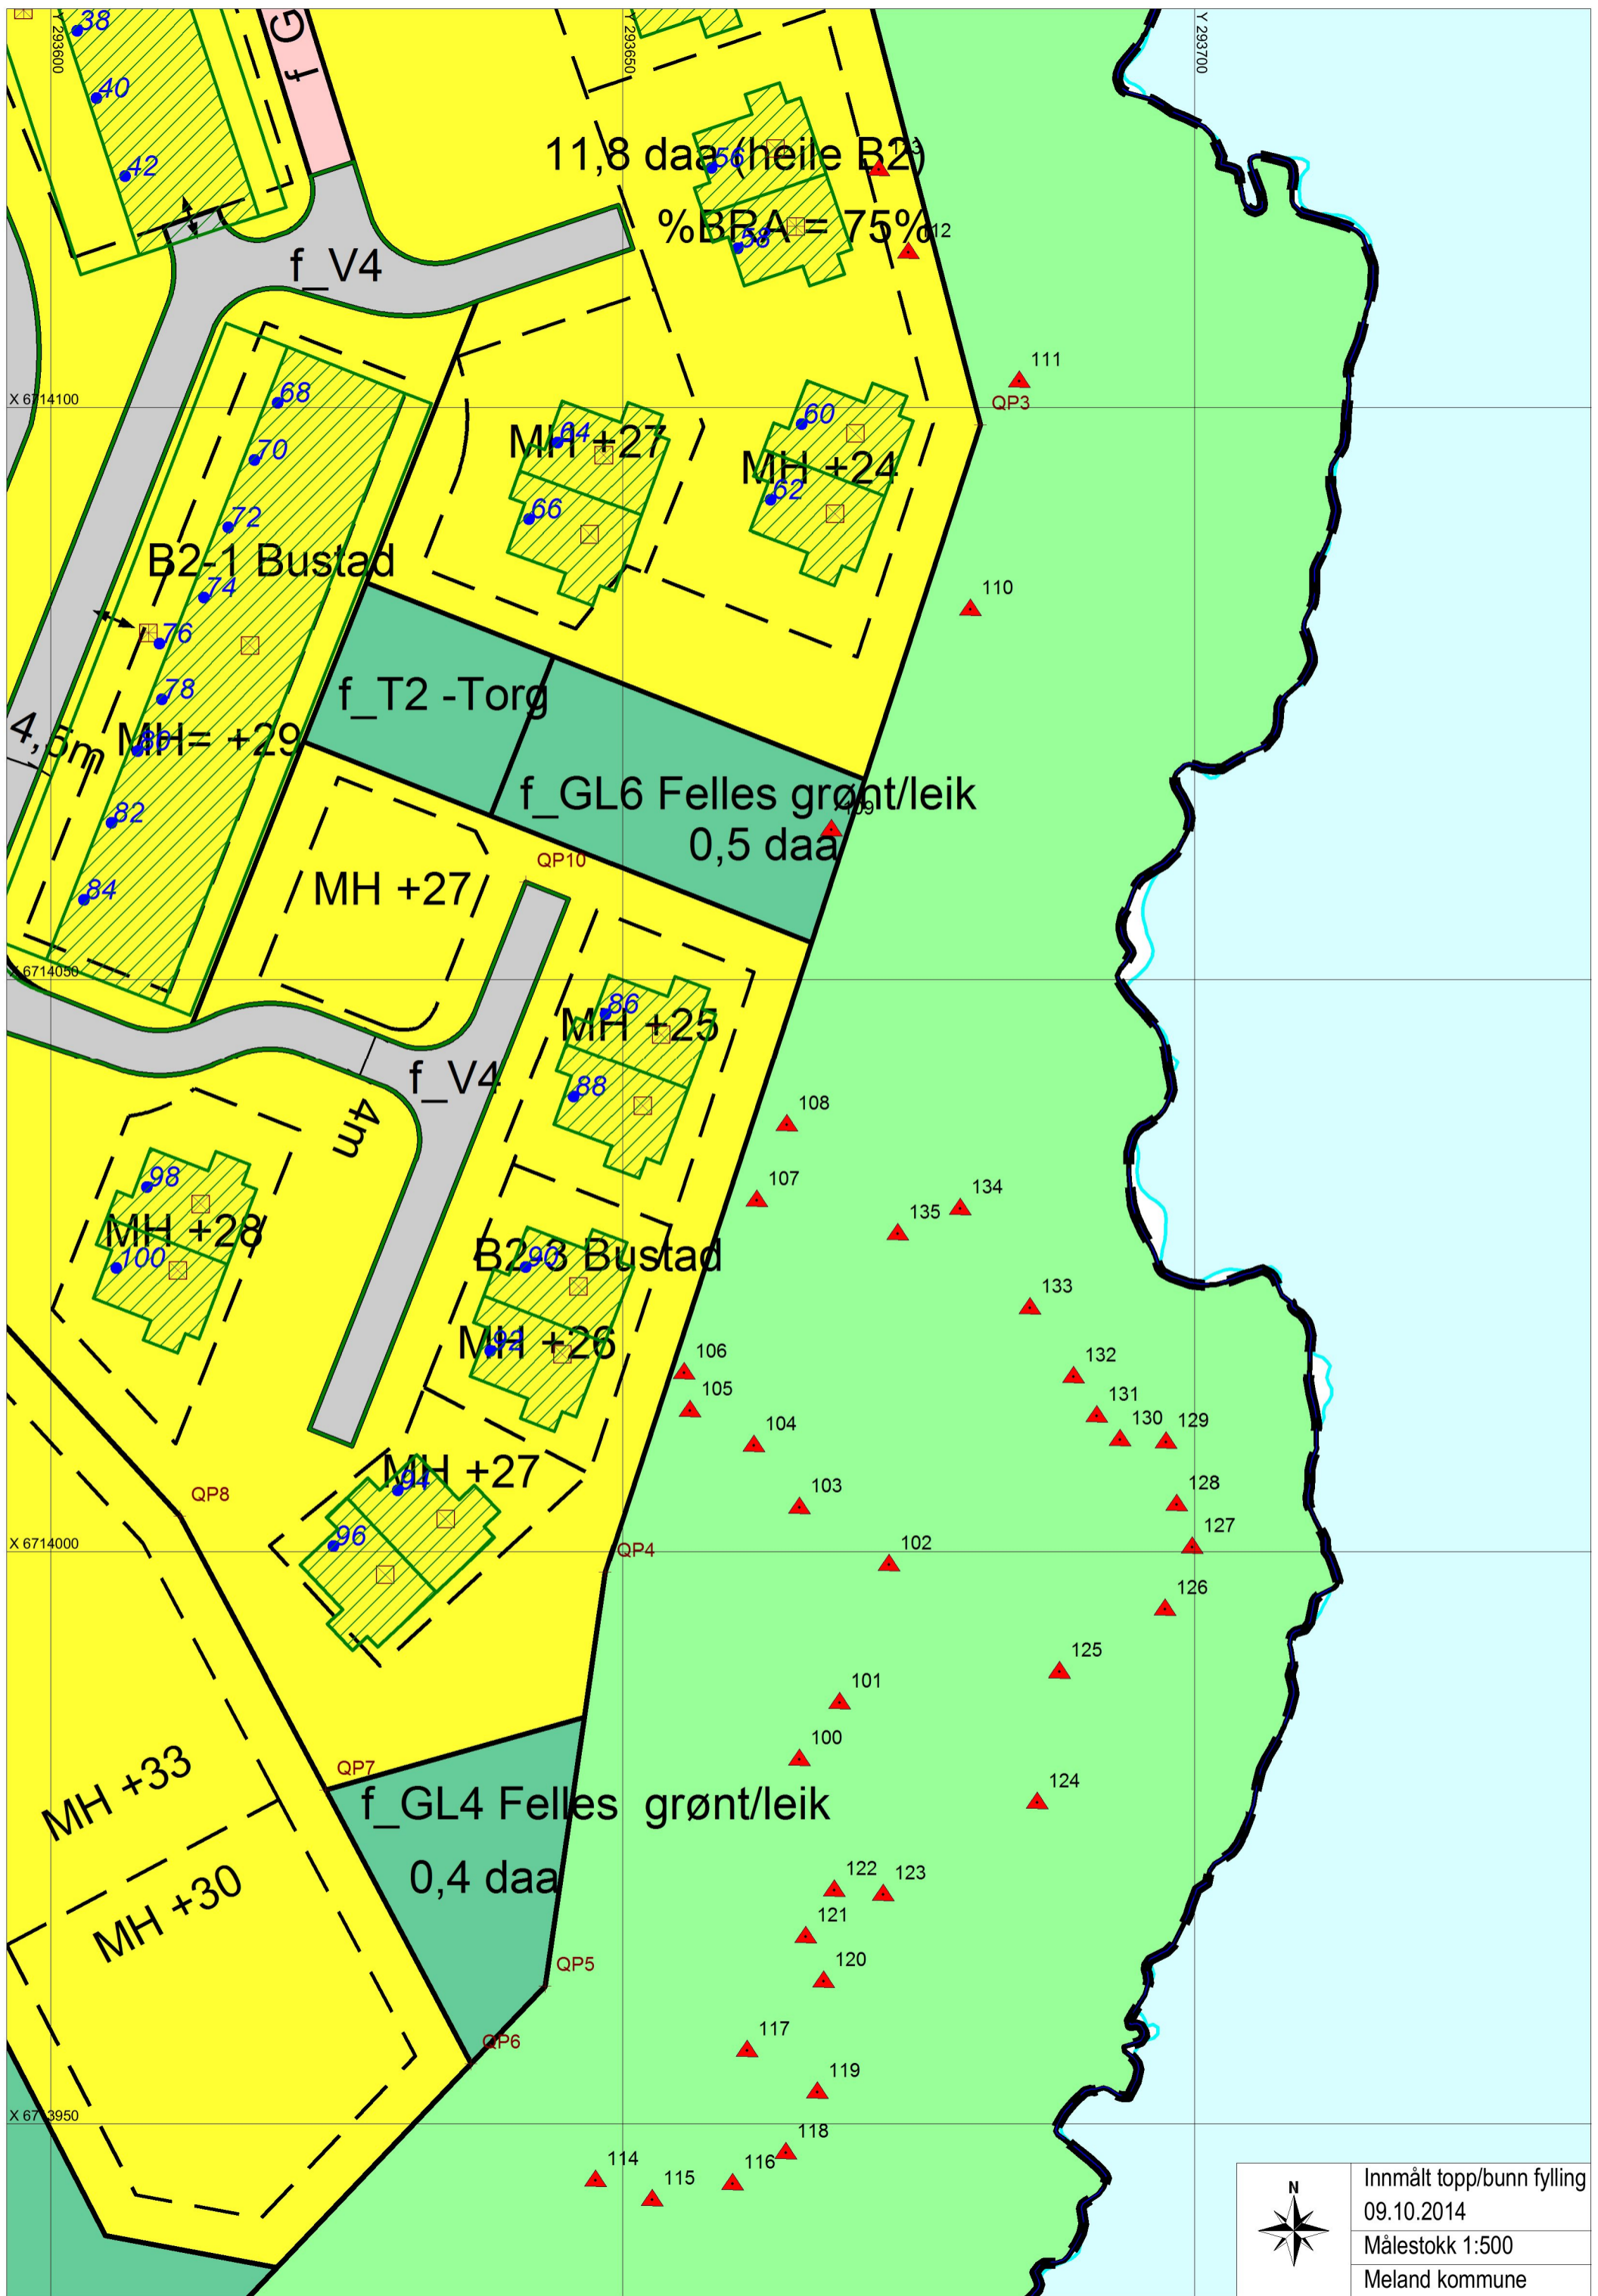 Y 293600
Y 293650
Y 293700
38
40
42
f G
11,8 daa (heile B2)
56
113
%BRA = 75%
58
112
f_V4
111
QP3
X 6714100
68
70
72
B2-1 Bustad
74
76
78
MH= +29
80
82
84
4,5m
MH +27
64
66
MH +24
60
62
110
f_T2 -Torg
f_GL6 Felles grønt/leik
0,5 daa
109
QP10
MH +27
X 6714050
86
MH +25
88
f_V4
4m
108
107
98
MH +28
100
B2-3 Bustad
90
92
MH +26
134
135
133
132
131
130
129
128
127
126
106
105
104
103
102
QP8
MH +27
94
96
X 6714000
QP4
125
101
100
124
QP7
MH +33
MH +30
f_GL4 Felles grønt/leik
0,4 daa
122
123
121
120
QP5
QP6
117
119
X 6713950
118
114
115
116
N
Innmålt topp/bunn fylling
09.10.2014
Målestokk 1:500
Meland kommune